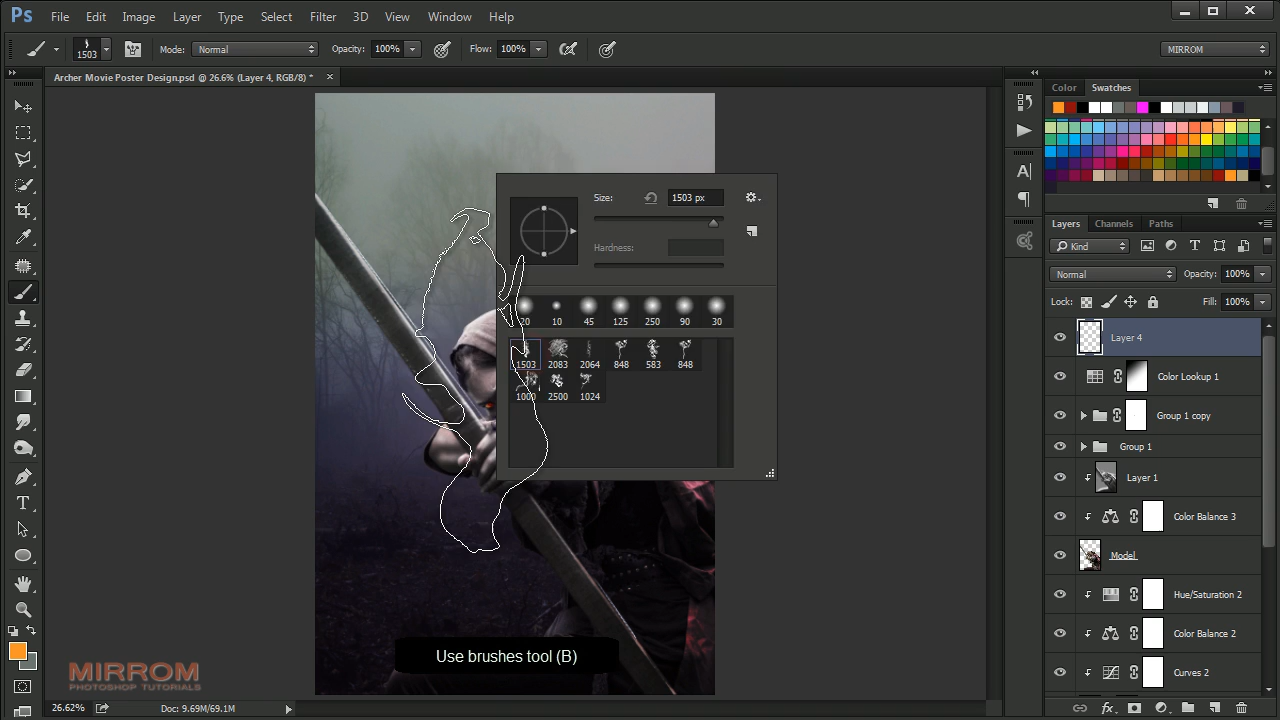 Ps File Edit Image Layer Type Select Filter 3D View Window Help
1503 Mode: Normal Opacity: 100% Flow: 100% MIRROM
Archer Movie Poster Design.psd @ 26.6% (Layer 4, RGB/8) * ×
Color Swatches
Size: 1503 px
Hardness:
20 10 45 125 250 90 30
1503 2083 2064 848 583 848
1000 2500 1024
Layers Channels Paths
Kind
Normal Opacity: 100%
Lock: Fill: 100%
Layer 4
Color Lookup 1
Group 1 copy
Group 1
Layer 1
Color Balance 3
Model
Hue/Saturation 2
Color Balance 2
Curves 2
Use brushes tool (B)
MIRROM
PHOTOSHOP TUTORIALS
26.62% Doc: 9.69M/69.1M